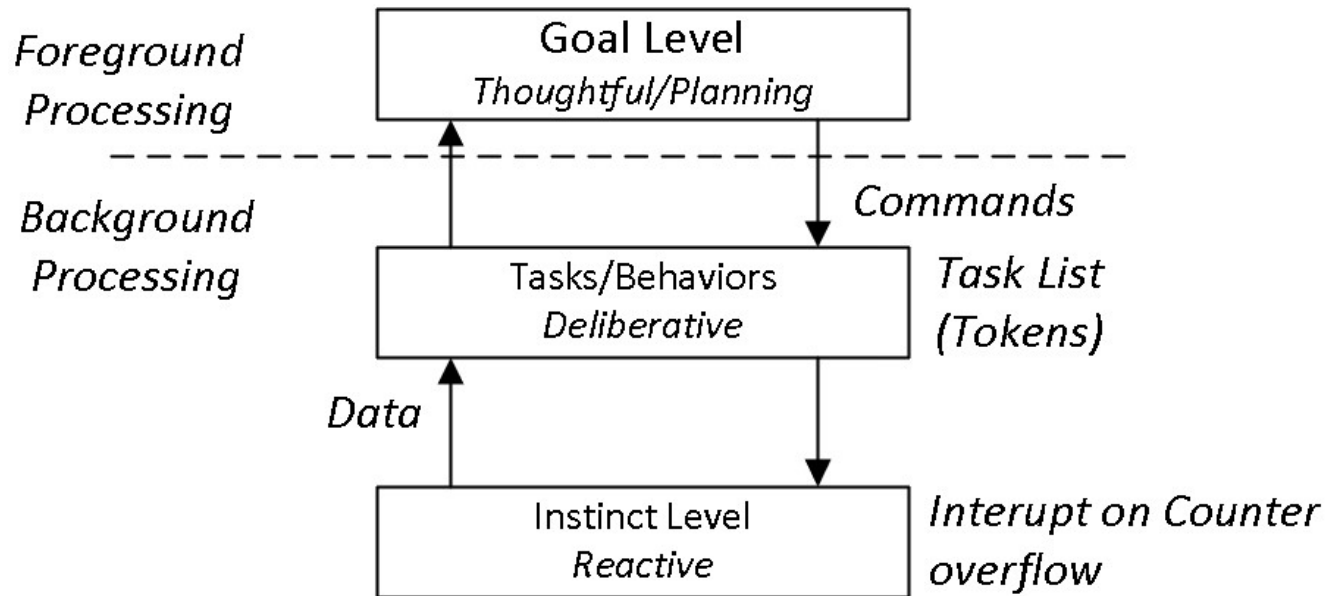 Foreground
Processing
Goal Level
Thoughtful/Planning
Background
Processing
Commands
Tasks/Behaviors
Deliberative
Task List
(Tokens)
Data
Instinct Level
Reactive
Interupt on Counter
overflow